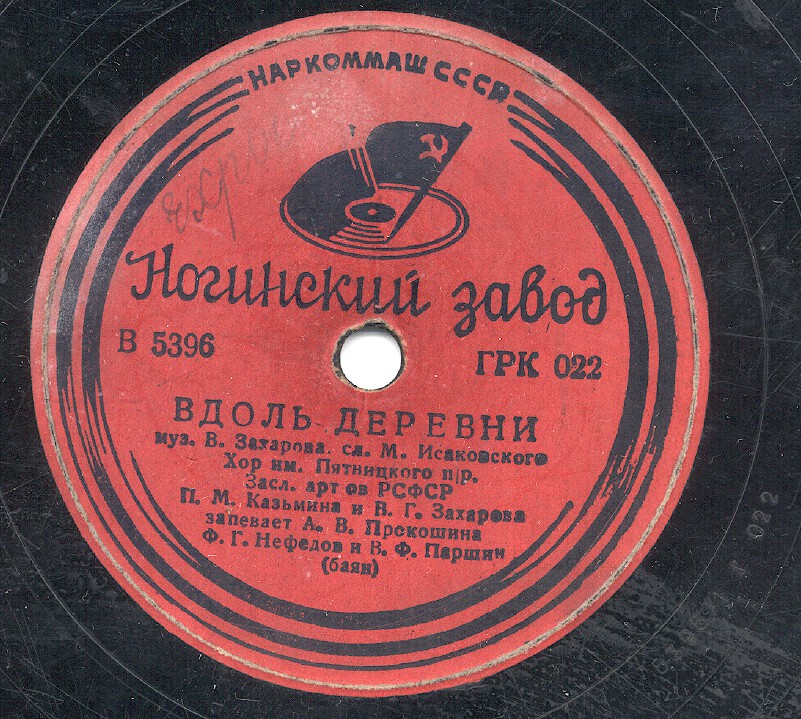 НАРКОММАШ СССР
Ногинский завод
В 5396
ГРК 022
ВДОЛЬ ДЕРЕВНИ
муз. В. Захарова, сл. М. Исаковского
Хор им. Пятницкого п/р.
Засл. арт ов РСФСР
П. М. Казьмина и В. Г. Захарова
запевает А. В. Прокошина
Ф. Г. Нефедов и В. Ф. Паршин
(баян)
022